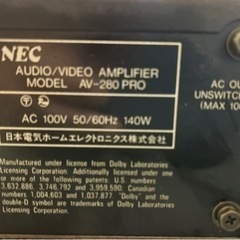 NEC
AUDIO/VIDEO AMPLIFIER
MODEL AV-280 PRO
AC 100V 50/60Hz 140W
日本電気ホームエレクトロニクス株式会社
Manufactured under license from Dolby Laboratories
Licensing Corporation. Additionally licensed under
one or more of the following patents: U.S.
3,632,886, 3,746,792 and 3,959,590. Canadian
numbers 1,004,603 and 1,037,877 "Dolby" and the
double-D symbol are trademarks of Dolby Laboratories
Licensing Corporation.
AC OU
UNSWITCH
(MAX 10